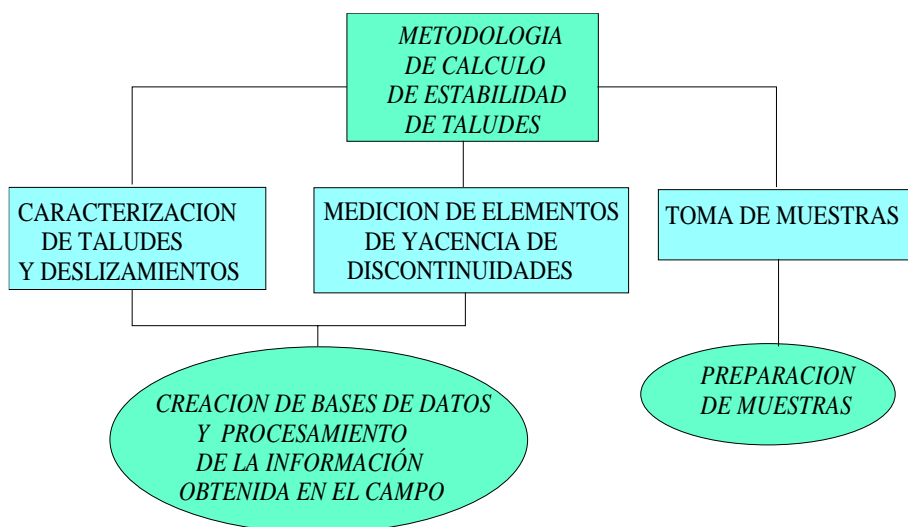 METODOLOGIA
DE CALCULO
DE ESTABILIDAD
DE TALUDES
CARACTERIZACION
DE TALUDES
Y DESLIZAMIENTOS
MEDICION DE ELEMENTOS
DE YACENCIA DE
DISCONTINUIDADES
TOMA DE MUESTRAS
CREACION DE BASES DE DATOS
Y PROCESAMIENTO
DE LA INFORMACIÓN
OBTENIDA EN EL CAMPO
PREPARACION
DE MUESTRAS